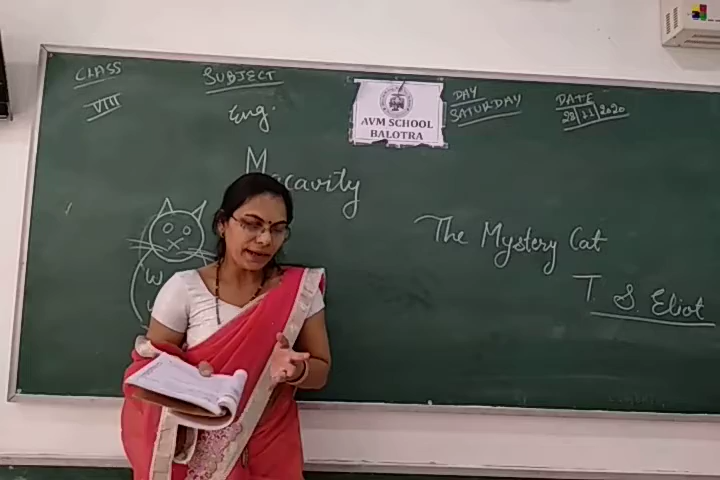 CLASS
VIII
SUBJECT
Eng.
AVM SCHOOL
BALOTRA
DAY
SATURDAY
DATE
28/11/2020
Macavity
The Mystery Cat
T. S. Eliot